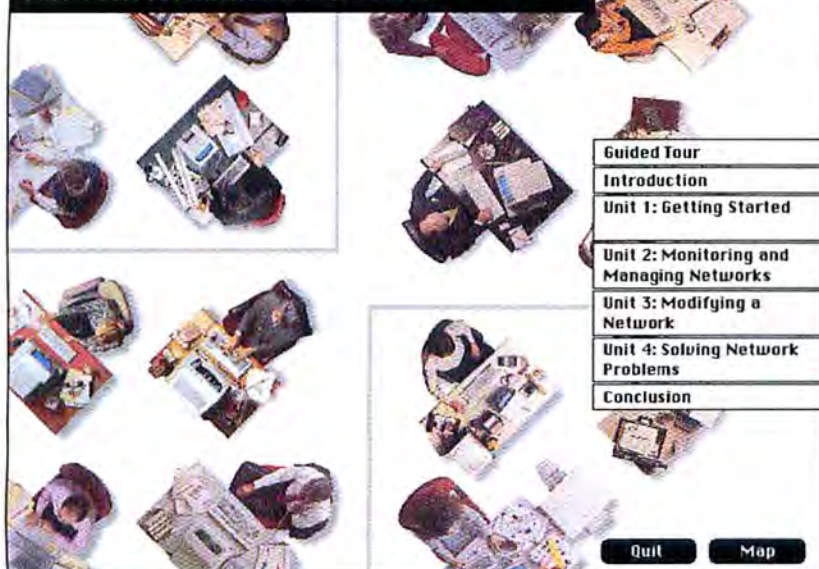 Guided Tour
Introduction
Unit 1: Getting Started
Unit 2: Monitoring and
Managing Networks
Unit 3: Modifying a
Network
Unit 4: Solving Network
Problems
Conclusion
Quit
Map